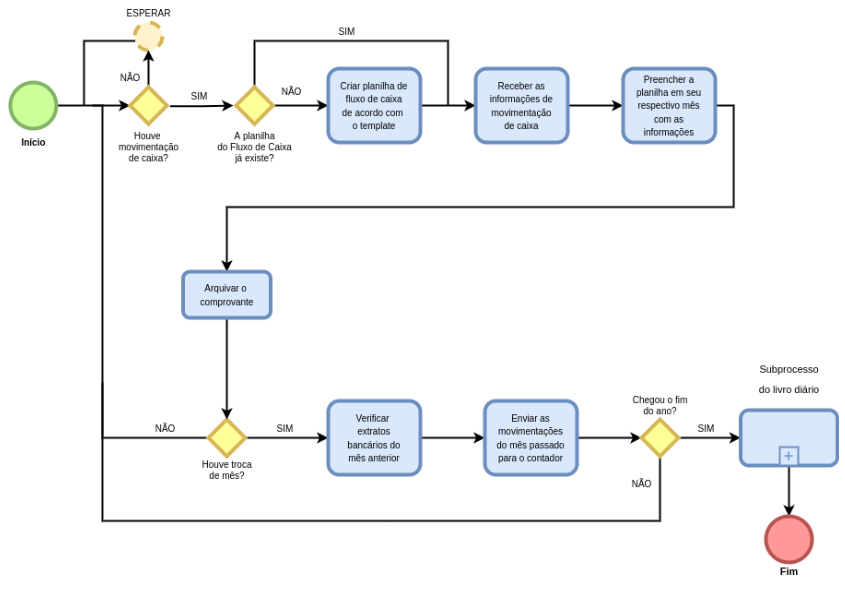 ESPERAR
NÃO
Início
Houve
movimentação
de caixa?
SIM
A planilha
do Fluxo de Caixa
já existe?
SIM
NÃO
Criar planilha de
fluxo de caixa
de acordo com
o template
Receber as
informações de
movimentação
de caixa
Preencher a
planilha em seu
respectivo mês
com as
informações
Arquivar o
comprovante
NÃO
Houve troca
de mês?
SIM
Verificar
extratos
bancários do
mês anterior
Enviar as
movimentações
do mês passado
para o contador
Chegou o fim
do ano?
NÃO
SIM
Subprocesso
do livro diário
Fim